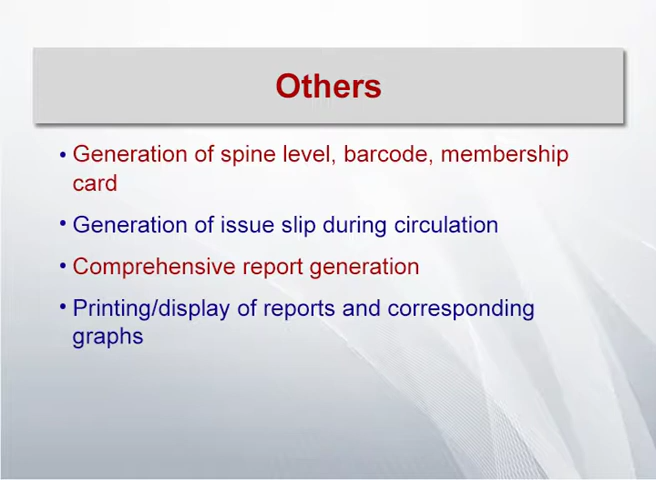 Others
• Generation of spine level, barcode, membership
card
• Generation of issue slip during circulation
• Comprehensive report generation
• Printing/display of reports and corresponding
graphs